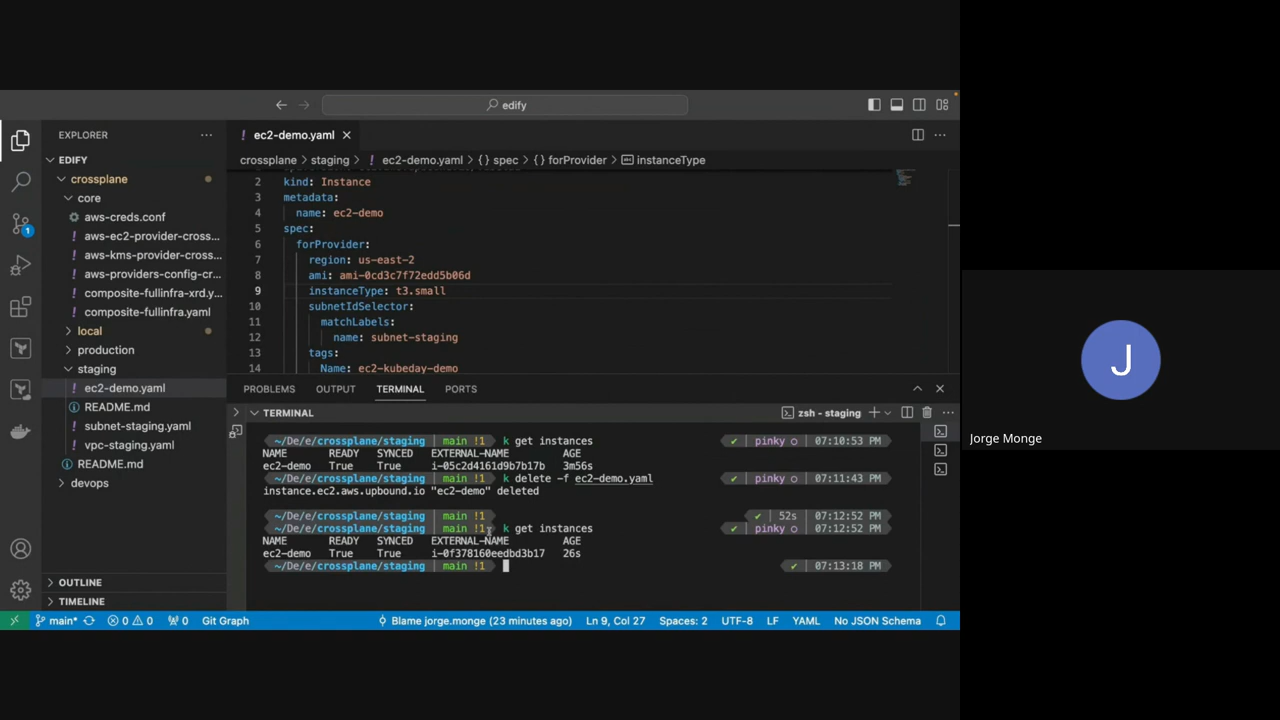 edify
EXPLORER
EDIFY
crossplane
core
aws-creds.conf
aws-ec2-provider-cross...
aws-kms-provider-cross...
aws-providers-config-cr...
composite-fullinfra-xrd.y...
composite-fullinfra.yaml
local
production
staging
ec2-demo.yaml
README.md
subnet-staging.yaml
vpc-staging.yaml
README.md
devops
OUTLINE
TIMELINE
ec2-demo.yaml
crossplane > staging > ! ec2-demo.yaml > {} spec > {} forProvider > abc instanceType
2 kind: Instance
3 metadata:
4 name: ec2-demo
5 spec:
6 forProvider:
7 region: us-east-2
8 ami: ami-0cd3c7f72edd5b06d
9 instanceType: t3.small
10 subnetIdSelector:
11 matchLabels:
12 name: subnet-staging
13 tags:
14 Name: ec2-kubeday-demo
PROBLEMS OUTPUT TERMINAL PORTS
TERMINAL zsh - staging
~/De/e/crossplane/staging | main !1 k get instances ✔ | pinky ○ | 07:10:53 PM
NAME READY SYNCED EXTERNAL-NAME AGE
ec2-demo True True i-05c2d4161d9b7b17b 3m56s
~/De/e/crossplane/staging | main !1 k delete -f ec2-demo.yaml ✔ | pinky ○ | 07:11:43 PM
instance.ec2.aws.upbound.io "ec2-demo" deleted
~/De/e/crossplane/staging | main !1 ✔ | 52s | 07:12:52 PM
~/De/e/crossplane/staging | main !1 k get instances ✔ | pinky ○ | 07:12:52 PM
NAME READY SYNCED EXTERNAL-NAME AGE
ec2-demo True True i-0f378160eedbd3b17 26s
~/De/e/crossplane/staging | main !1 ✔ | 07:13:18 PM
main* 0 0 0 Git Graph Blame jorge.monge (23 minutes ago) Ln 9, Col 27 Spaces: 2 UTF-8 LF YAML No JSON Schema
1
J
Jorge Monge